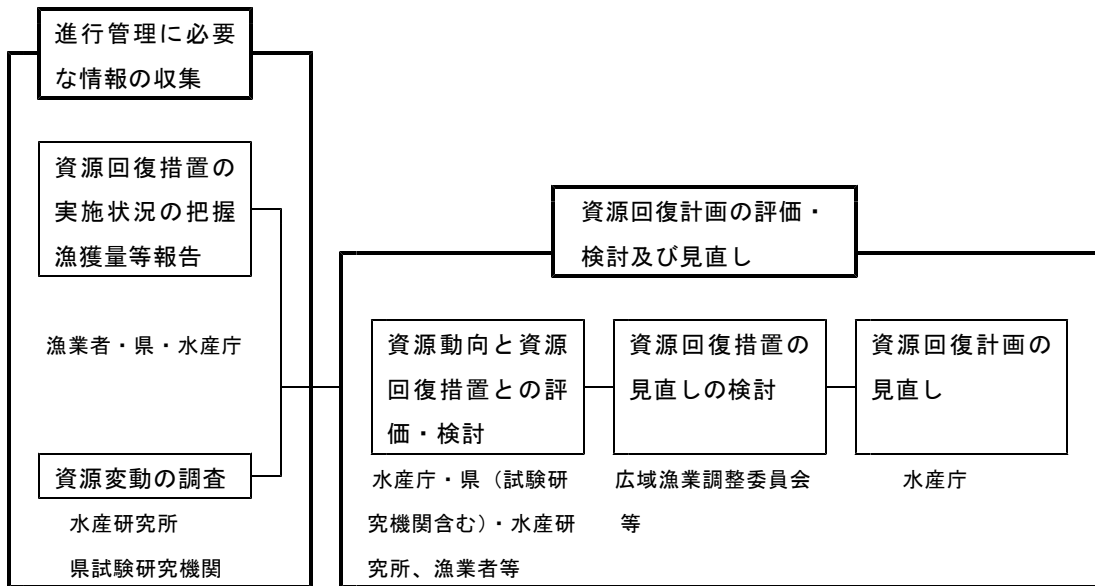 進行管理に必要
な情報の収集
資源回復措置の
実施状況の把握
漁獲量等報告
漁業者・県・水産庁
資源変動の調査
水産研究所
県試験研究機関
資源回復計画の評価・
検討及び見直し
資源動向と資源
回復措置との評
価・検討
水産庁・県（試験研
究機関含む）・水産研
究所、漁業者等
資源回復措置の
見直しの検討
広域漁業調整委員会
等
資源回復計画の
見直し
水産庁